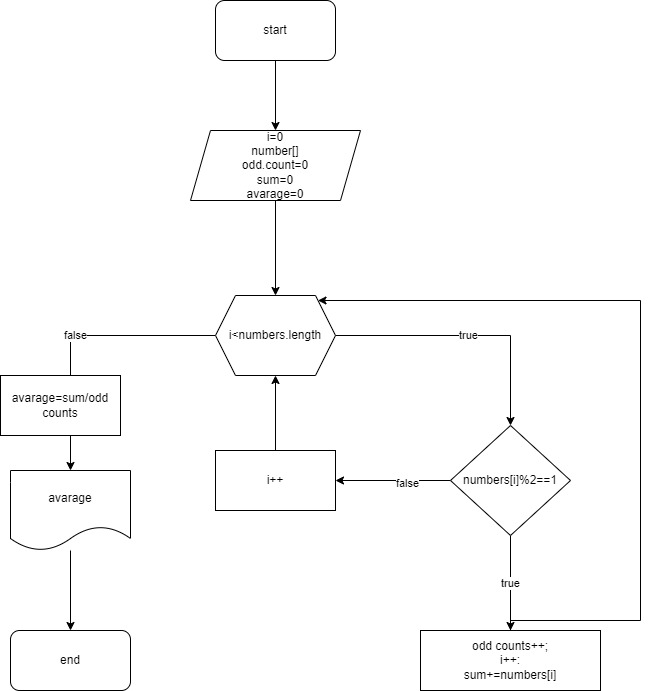 start
i=0
number[]
odd.count=0
sum=0
avarage=0
i<numbers.length
false
true
avarage=sum/odd
counts
i++
false
numbers[i]%2==1
avarage
true
end
odd counts++;
i++:
sum+=numbers[i]